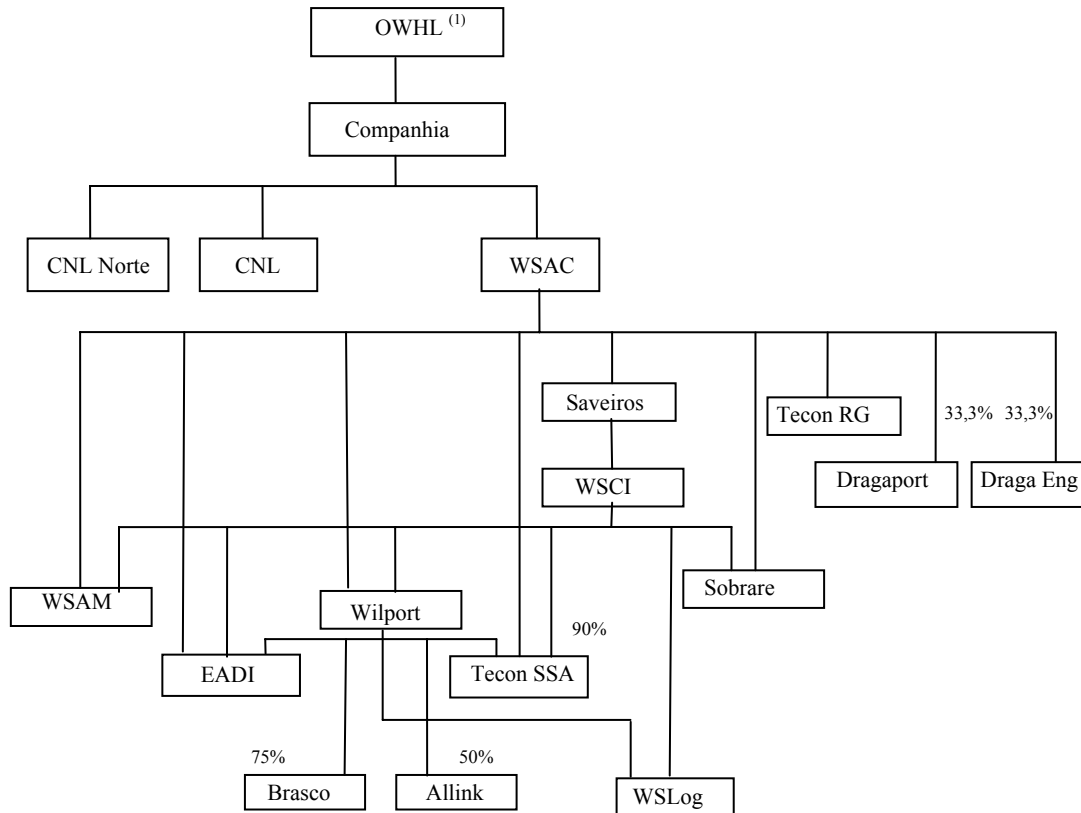 OWHL (1)
Companhia
CNL Norte
CNL
WSAC
Saveiros
Tecon RG
33,3%
33,3%
Dragaport
Draga Eng
WSCI
WSAM
Wilport
Sobrare
90%
EADI
Tecon SSA
75%
50%
Brasco
Allink
WSLog